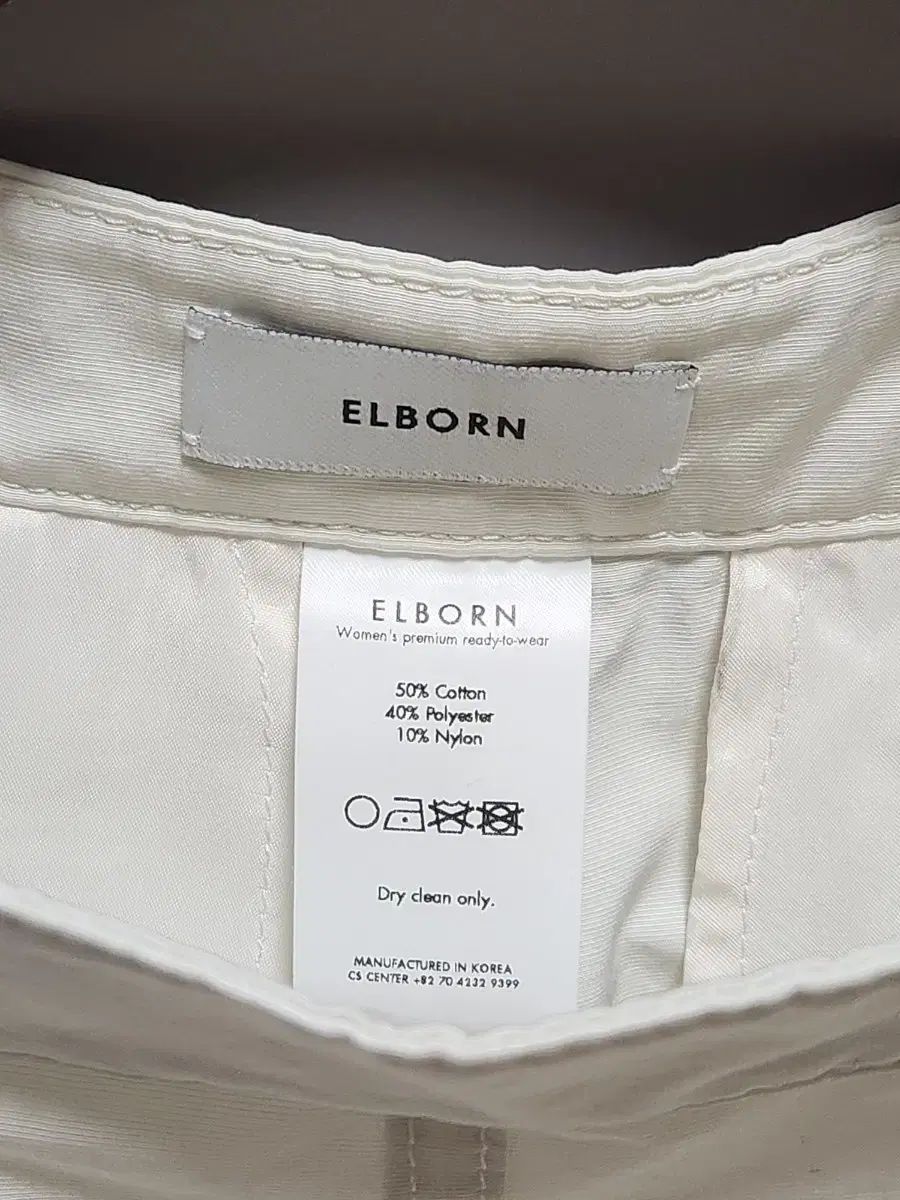 ELBORN
ELBORN
Women's premium ready-to-wear
50% Cotton
40% Polyester
10% Nylon
Dry clean only.
MANUFACTURED IN KOREA
CS CENTER +82 70 4232 9399